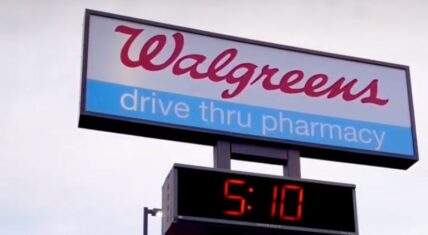 Walgreens
drive thru pharmacy
5:10